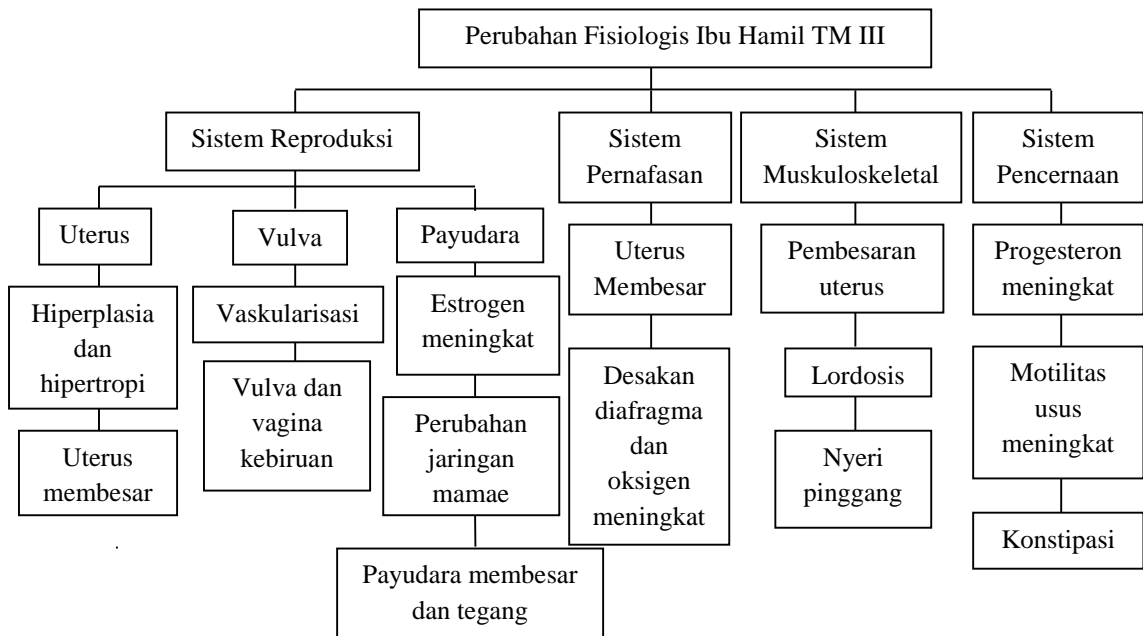 Perubahan Fisiologis Ibu Hamil TM III
Sistem Reproduksi
Sistem
Pernafasan
Sistem
Muskuloskeletal
Sistem
Pencernaan
Uterus
Vulva
Payudara
Uterus
Membesar
Pembesaran
uterus
Progesteron
meningkat
Hiperplasia
dan
hipertropi
Vaskularisasi
Estrogen
meningkat
Desakan
diafragma
dan
oksigen
meningkat
Lordosis
Motilitas
usus
meningkat
Uterus
membesar
Vulva dan
vagina
kebiruan
Perubahan
jaringan
mamae
Nyeri
pinggang
Konstipasi
Payudara membesar
dan tegang